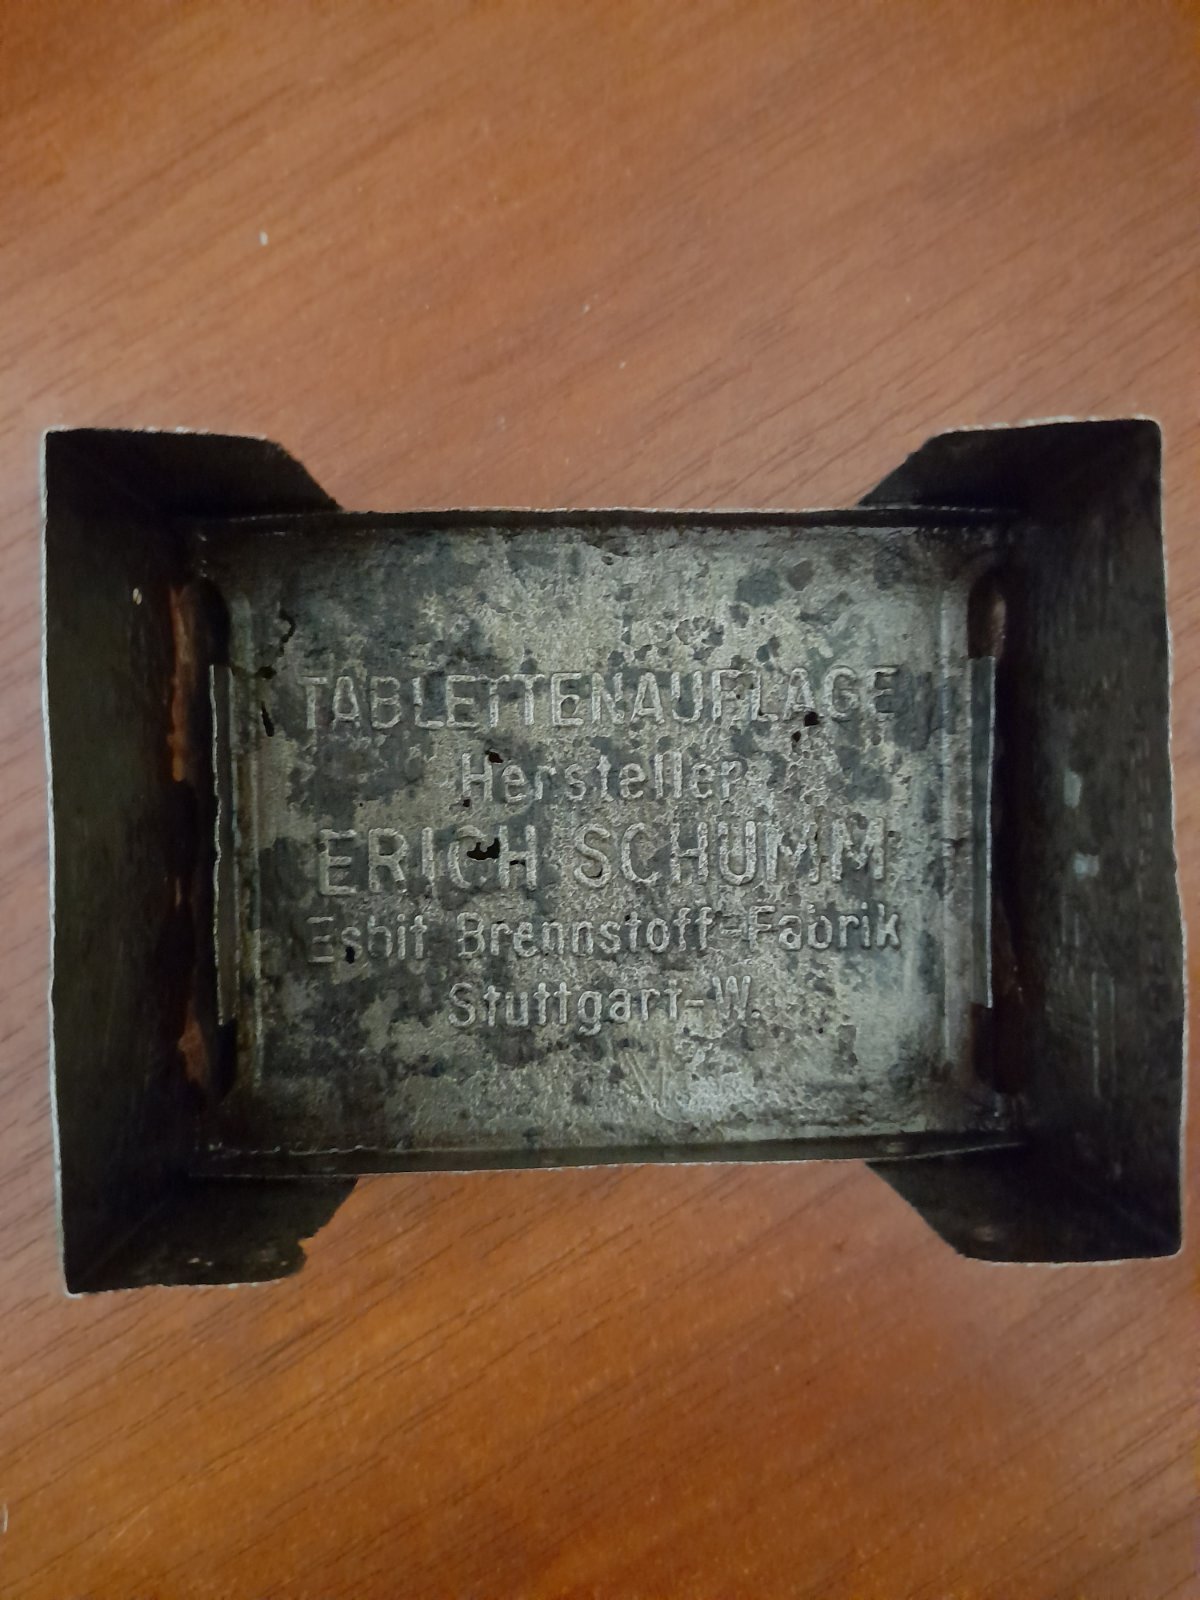 TABLETTENAUFLAGE
Hersteller
ERICH SCHUMM
Esbit Brennstoff-Fabrik
Stuttgart-W.